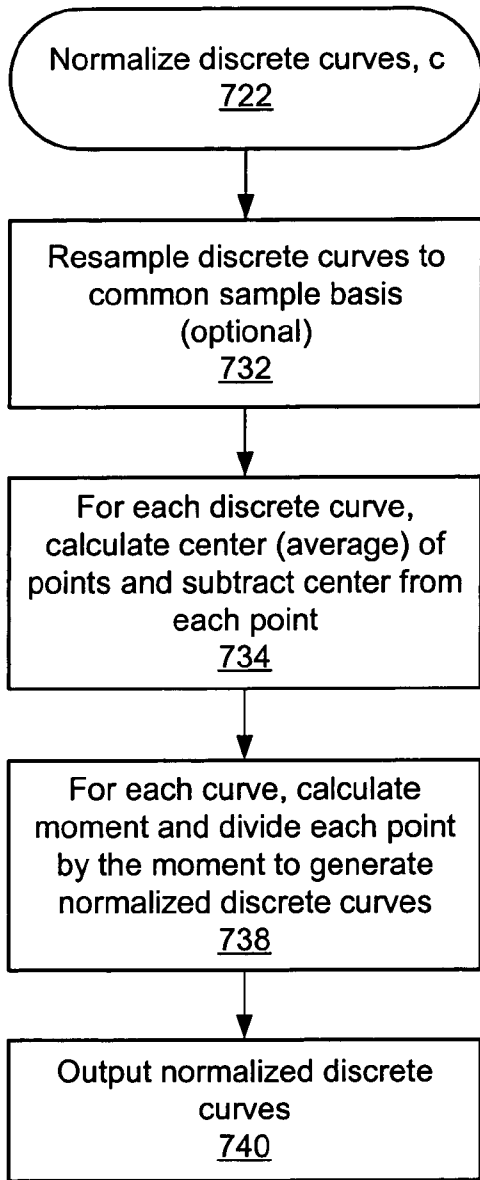 Normalize discrete curves, c
722
Resample discrete curves to
common sample basis
(optional)
732
For each discrete curve,
calculate center (average) of
points and subtract center from
each point
734
For each curve, calculate
moment and divide each point
by the moment to generate
normalized discrete curves
738
Output normalized discrete
curves
740